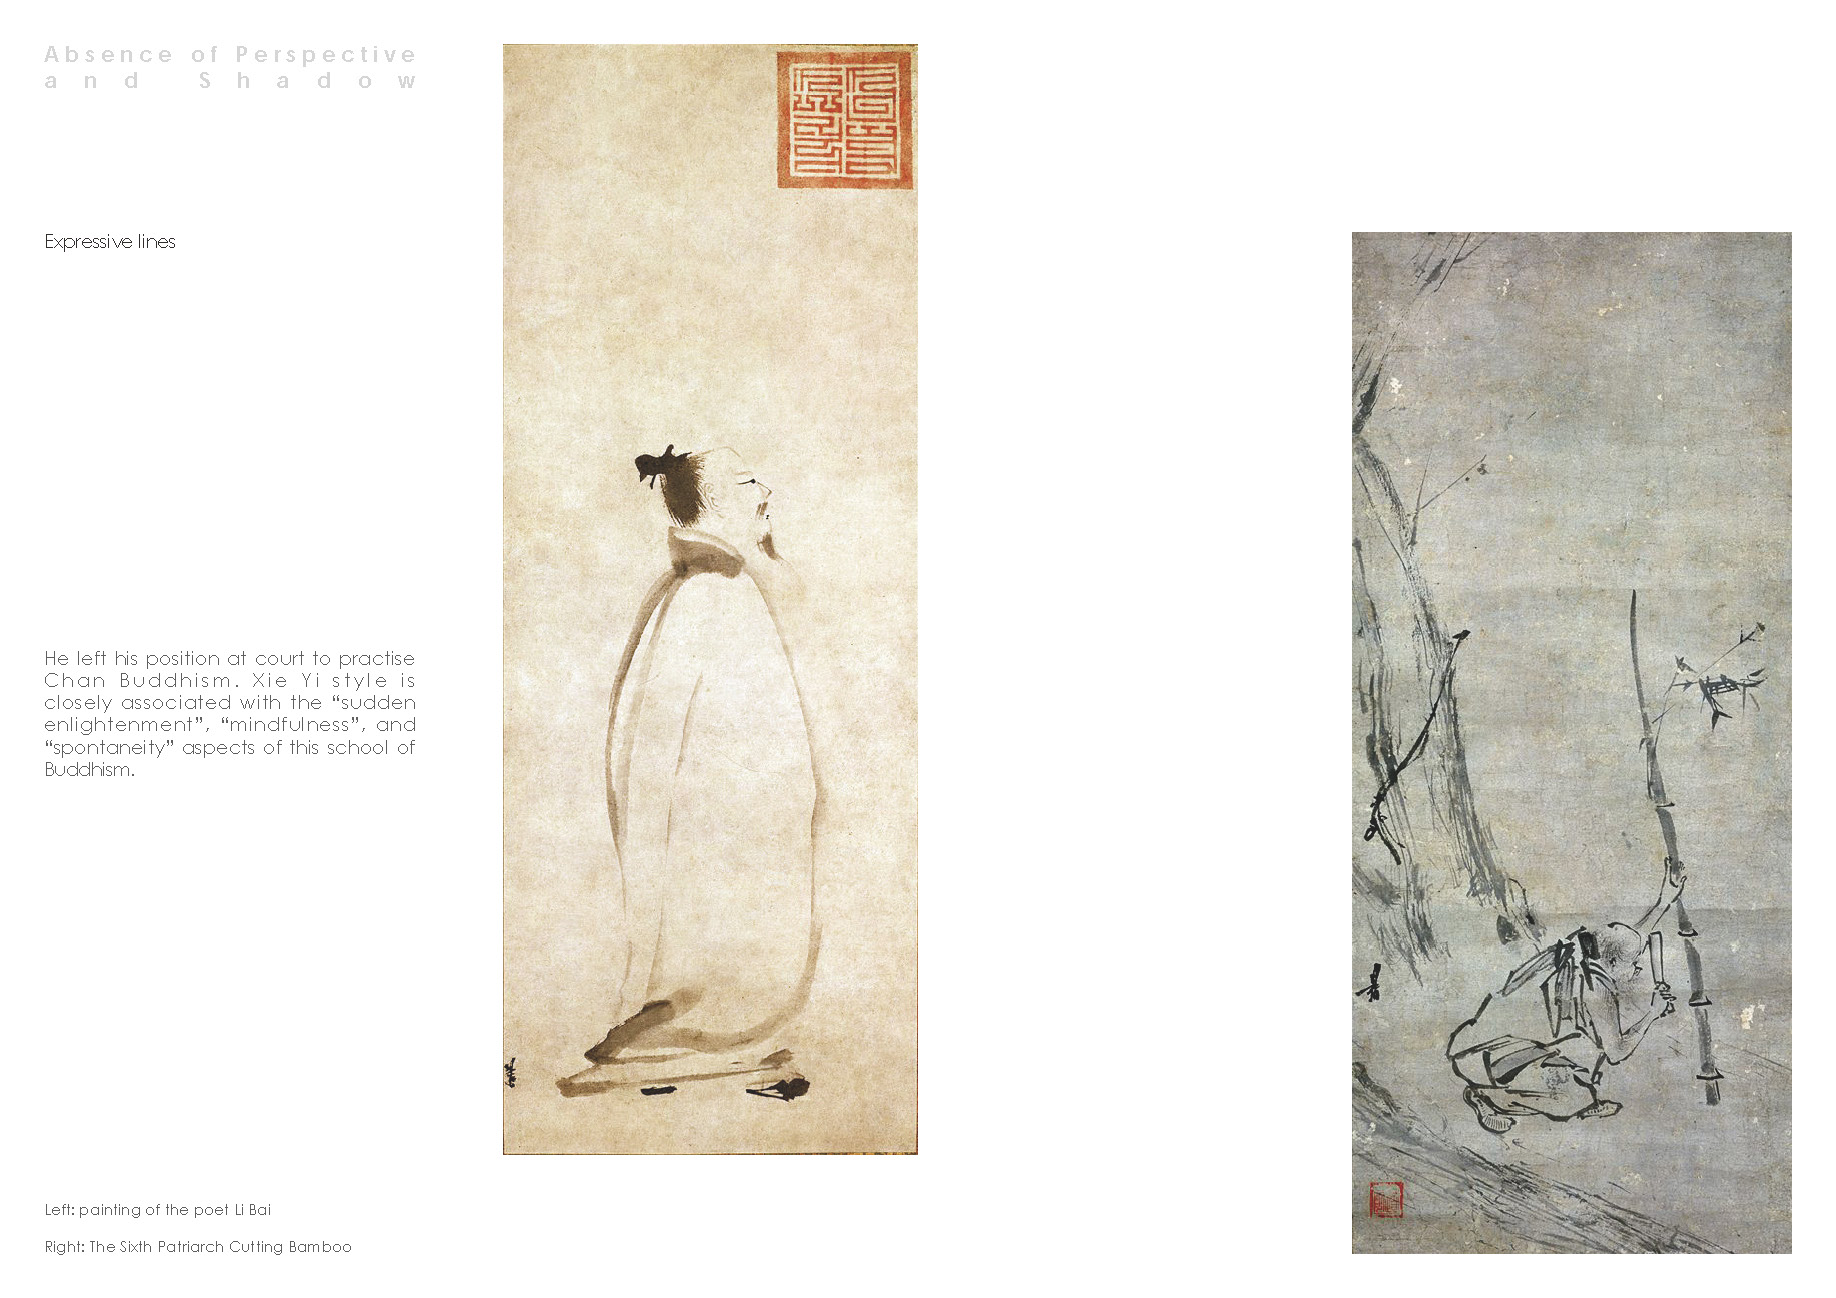 Absence of Perspective
and Shadow
Expressive lines
He left his position at court to practise
Chan Buddhism. Xie Yi style is
closely associated with the “sudden
enlightenment”, “mindfulness”, and
“spontaneity” aspects of this school of
Buddhism.
Left: painting of the poet Li Bai
Right: The Sixth Patriarch Cutting Bamboo